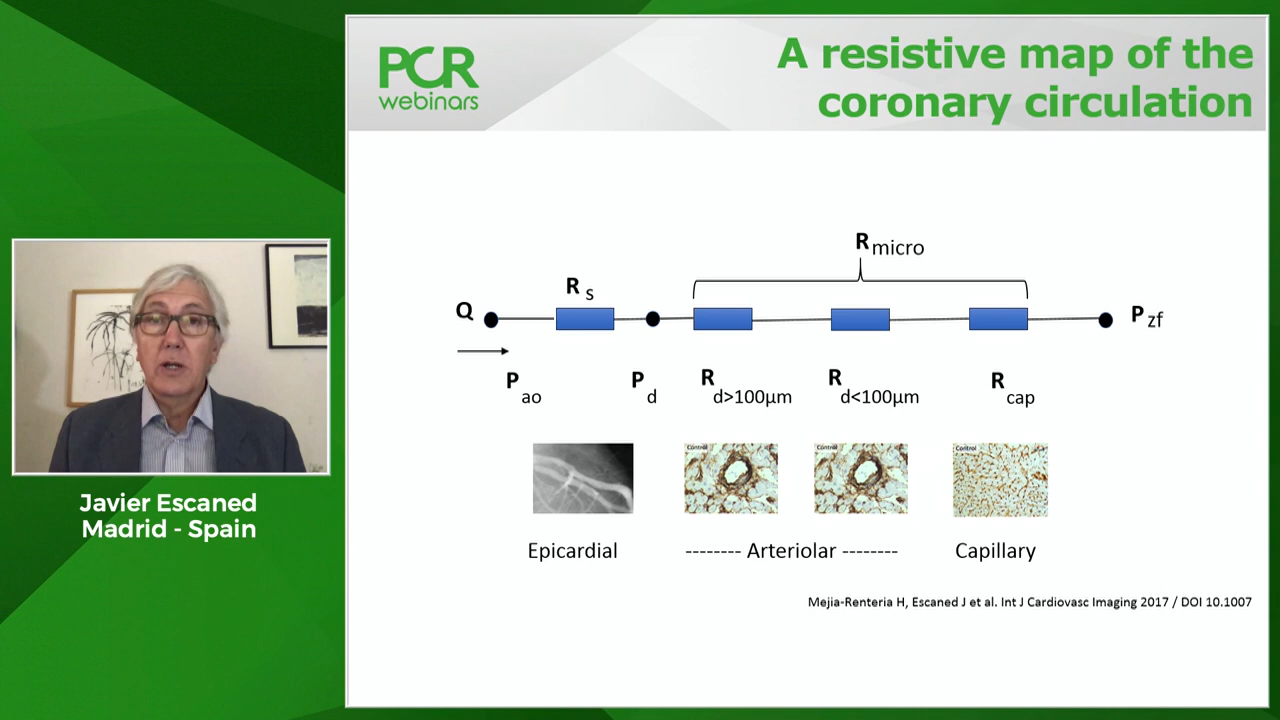 PCR
webinars
A resistive map of the
coronary circulation
R micro
R s
Q
P zf
P ao
P d
R d>100µm
R d<100µm
R cap
Control
Control
Control
Epicardial
-------- Arteriolar --------
Capillary
Mejia-Renteria H, Escaned J et al. Int J Cardiovasc Imaging 2017 / DOI 10.1007
Javier Escaned
Madrid - Spain